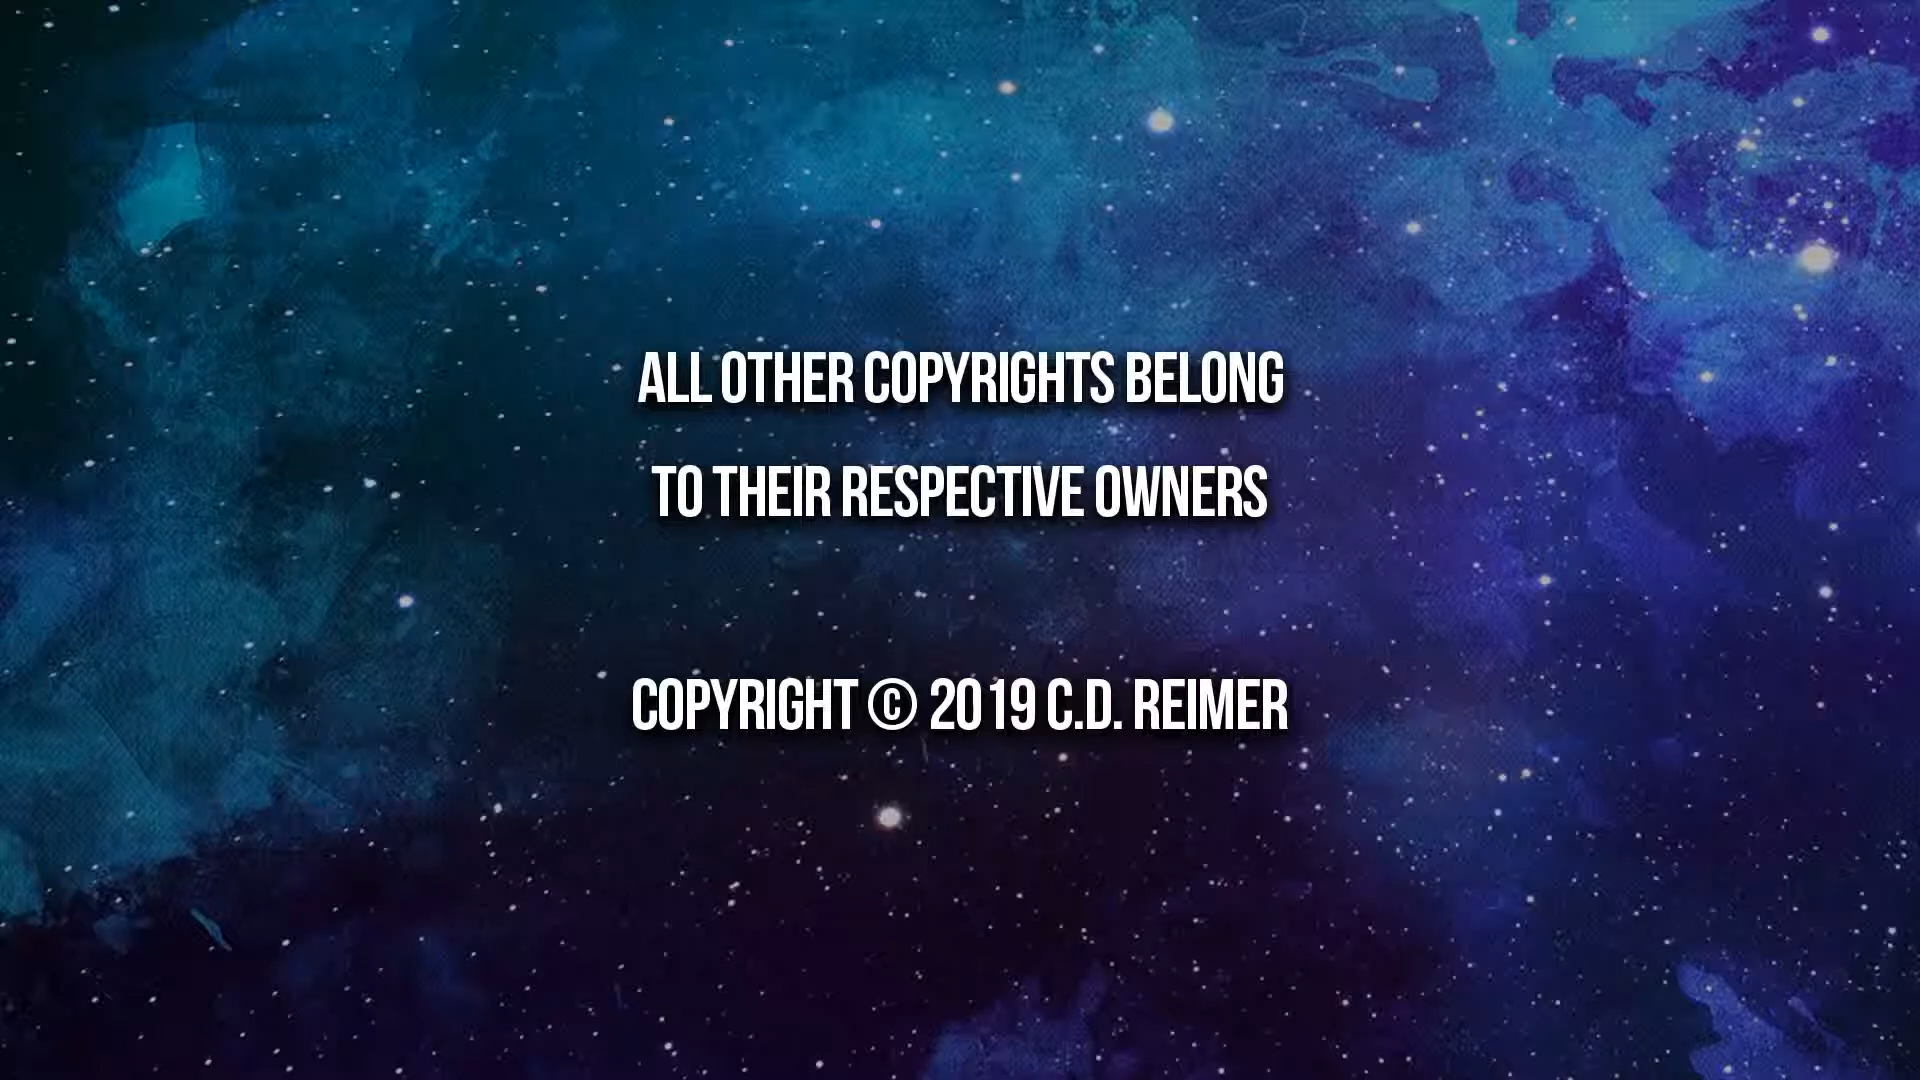 ALL OTHER COPYRIGHTS BELONG
TO THEIR RESPECTIVE OWNERS
COPYRIGHT © 2019 C.D. REIMER